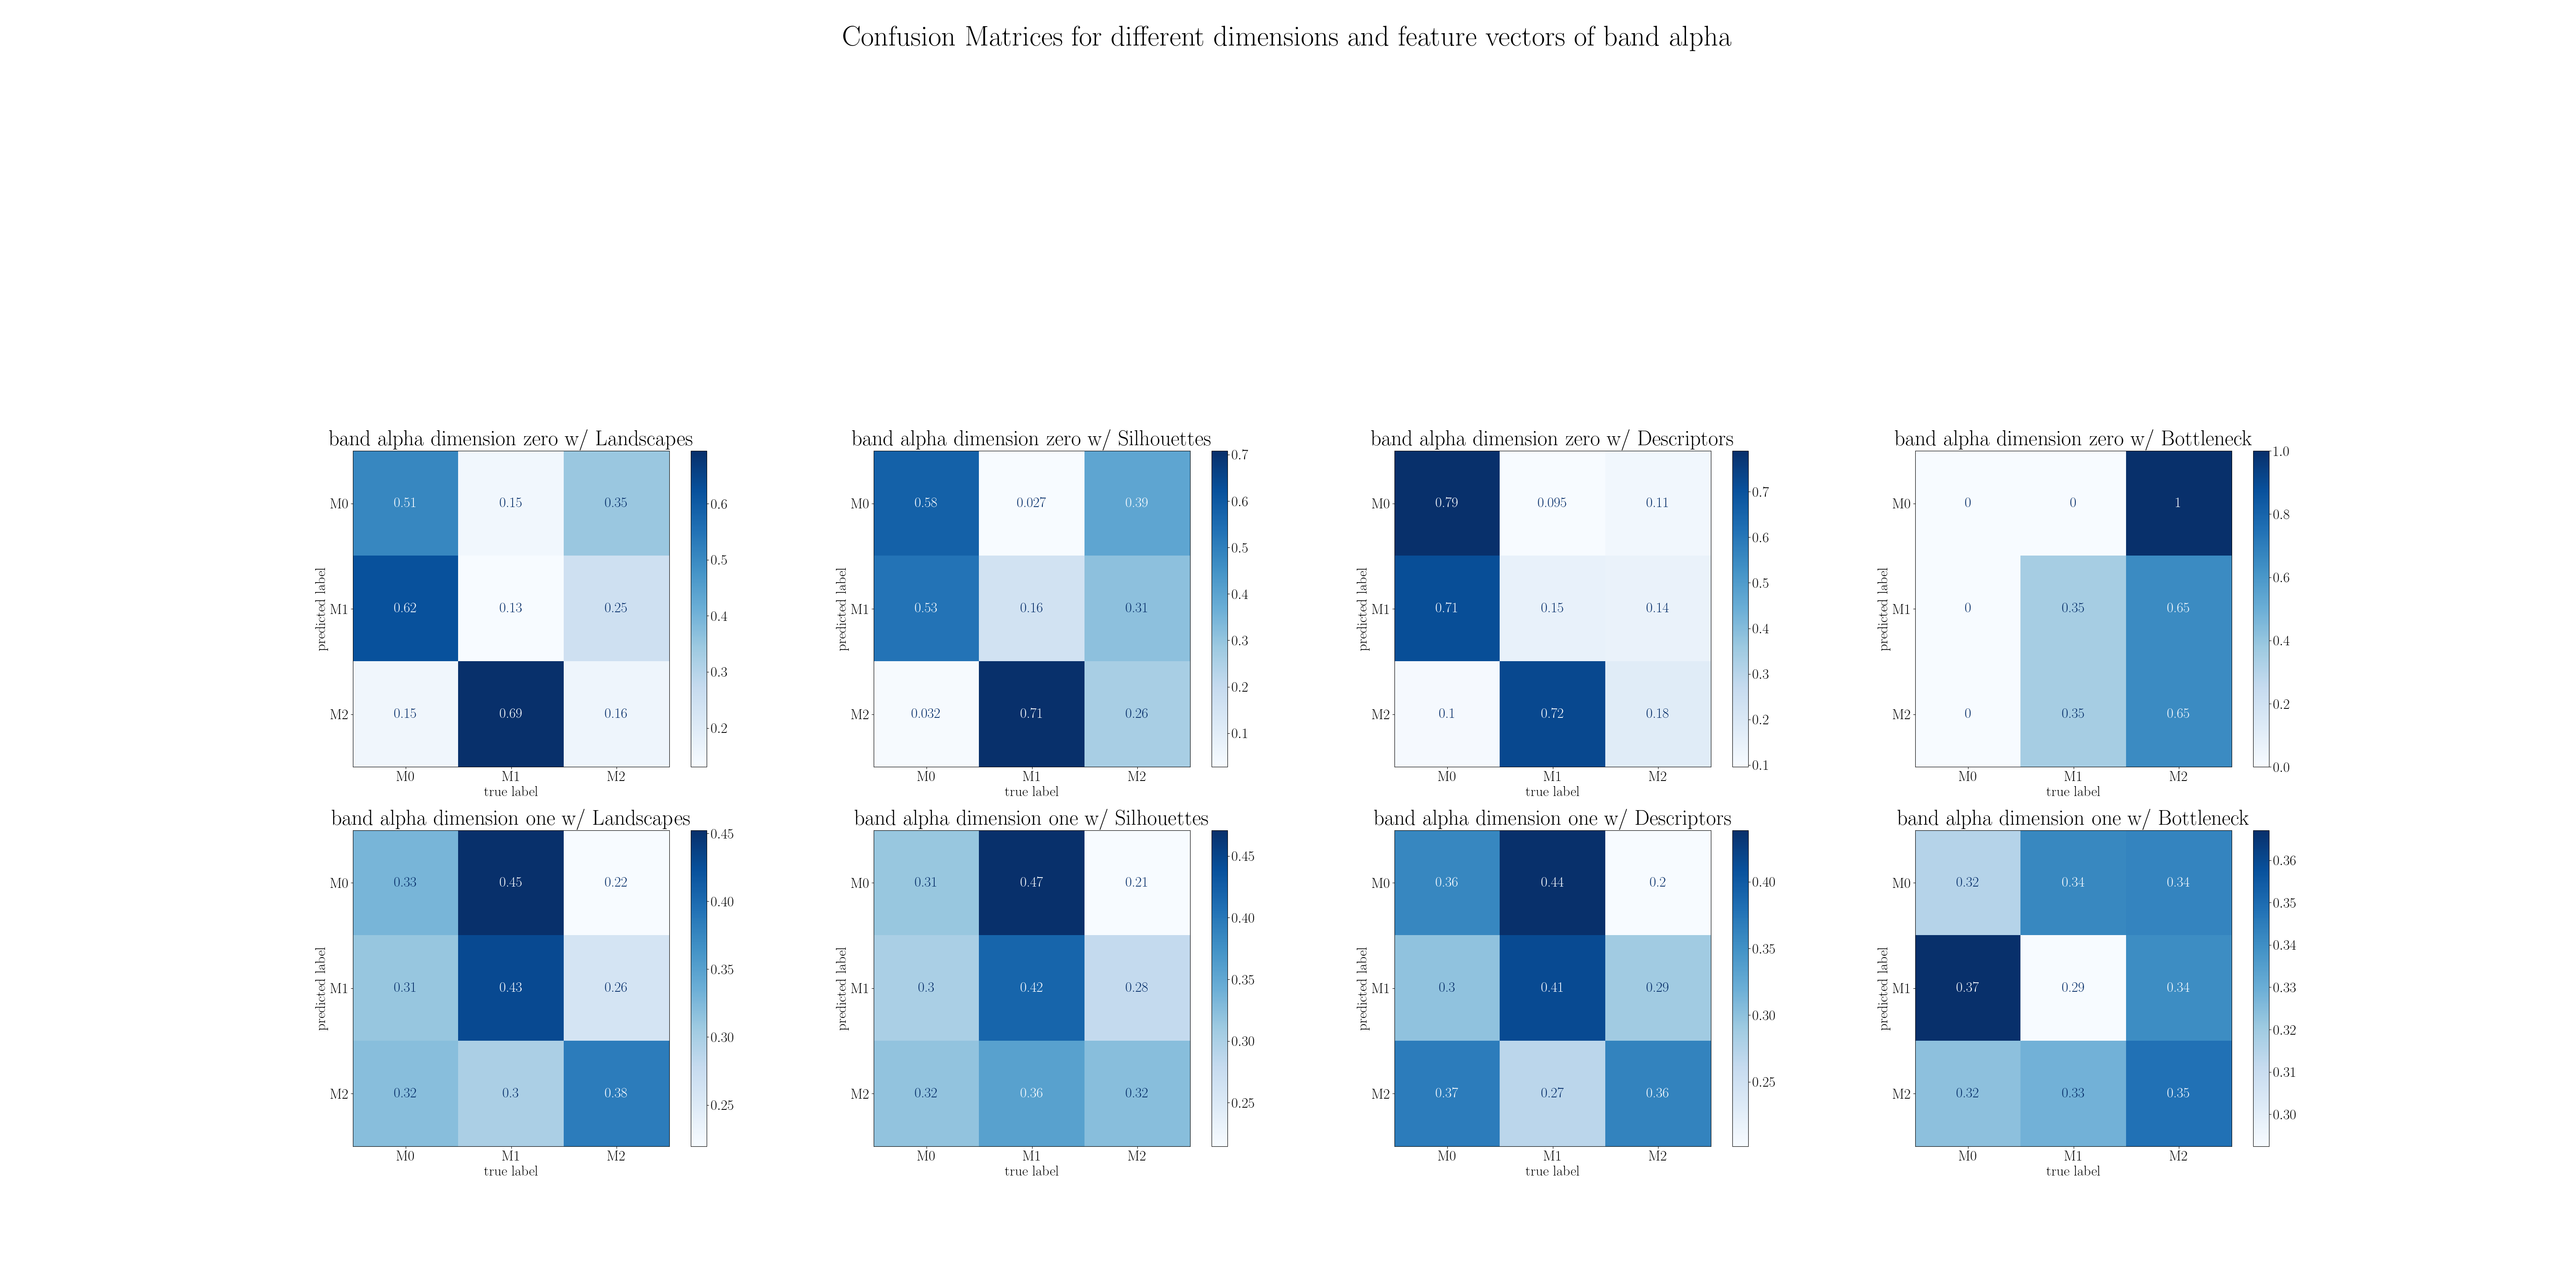 Confusion Matrices for different dimensions and feature vectors of band alpha
band alpha dimension zero w/ Landscapes
predicted label
M0 0.51 0.15 0.35
M1 0.62 0.13 0.25
M2 0.15 0.69 0.16
M0 M1 M2
true label
0.6
0.5
0.4
0.3
0.2
band alpha dimension zero w/ Silhouettes
predicted label
M0 0.58 0.027 0.39
M1 0.53 0.16 0.31
M2 0.032 0.71 0.26
M0 M1 M2
true label
0.7
0.6
0.5
0.4
0.3
0.2
0.1
band alpha dimension zero w/ Descriptors
predicted label
M0 0.79 0.095 0.11
M1 0.71 0.15 0.14
M2 0.1 0.72 0.18
M0 M1 M2
true label
0.7
0.6
0.5
0.4
0.3
0.2
0.1
band alpha dimension zero w/ Bottleneck
predicted label
M0 0 0 1
M1 0 0.35 0.65
M2 0 0.35 0.65
M0 M1 M2
true label
1.0
0.8
0.6
0.4
0.2
0.0
band alpha dimension one w/ Landscapes
predicted label
M0 0.33 0.45 0.22
M1 0.31 0.43 0.26
M2 0.32 0.3 0.38
M0 M1 M2
true label
0.45
0.40
0.35
0.30
0.25
band alpha dimension one w/ Silhouettes
predicted label
M0 0.31 0.47 0.21
M1 0.3 0.42 0.28
M2 0.32 0.36 0.32
M0 M1 M2
true label
0.45
0.40
0.35
0.30
0.25
band alpha dimension one w/ Descriptors
predicted label
M0 0.36 0.44 0.2
M1 0.3 0.41 0.29
M2 0.37 0.27 0.36
M0 M1 M2
true label
0.40
0.35
0.30
0.25
band alpha dimension one w/ Bottleneck
predicted label
M0 0.32 0.34 0.34
M1 0.37 0.29 0.34
M2 0.32 0.33 0.35
M0 M1 M2
true label
0.36
0.35
0.34
0.33
0.32
0.31
0.30